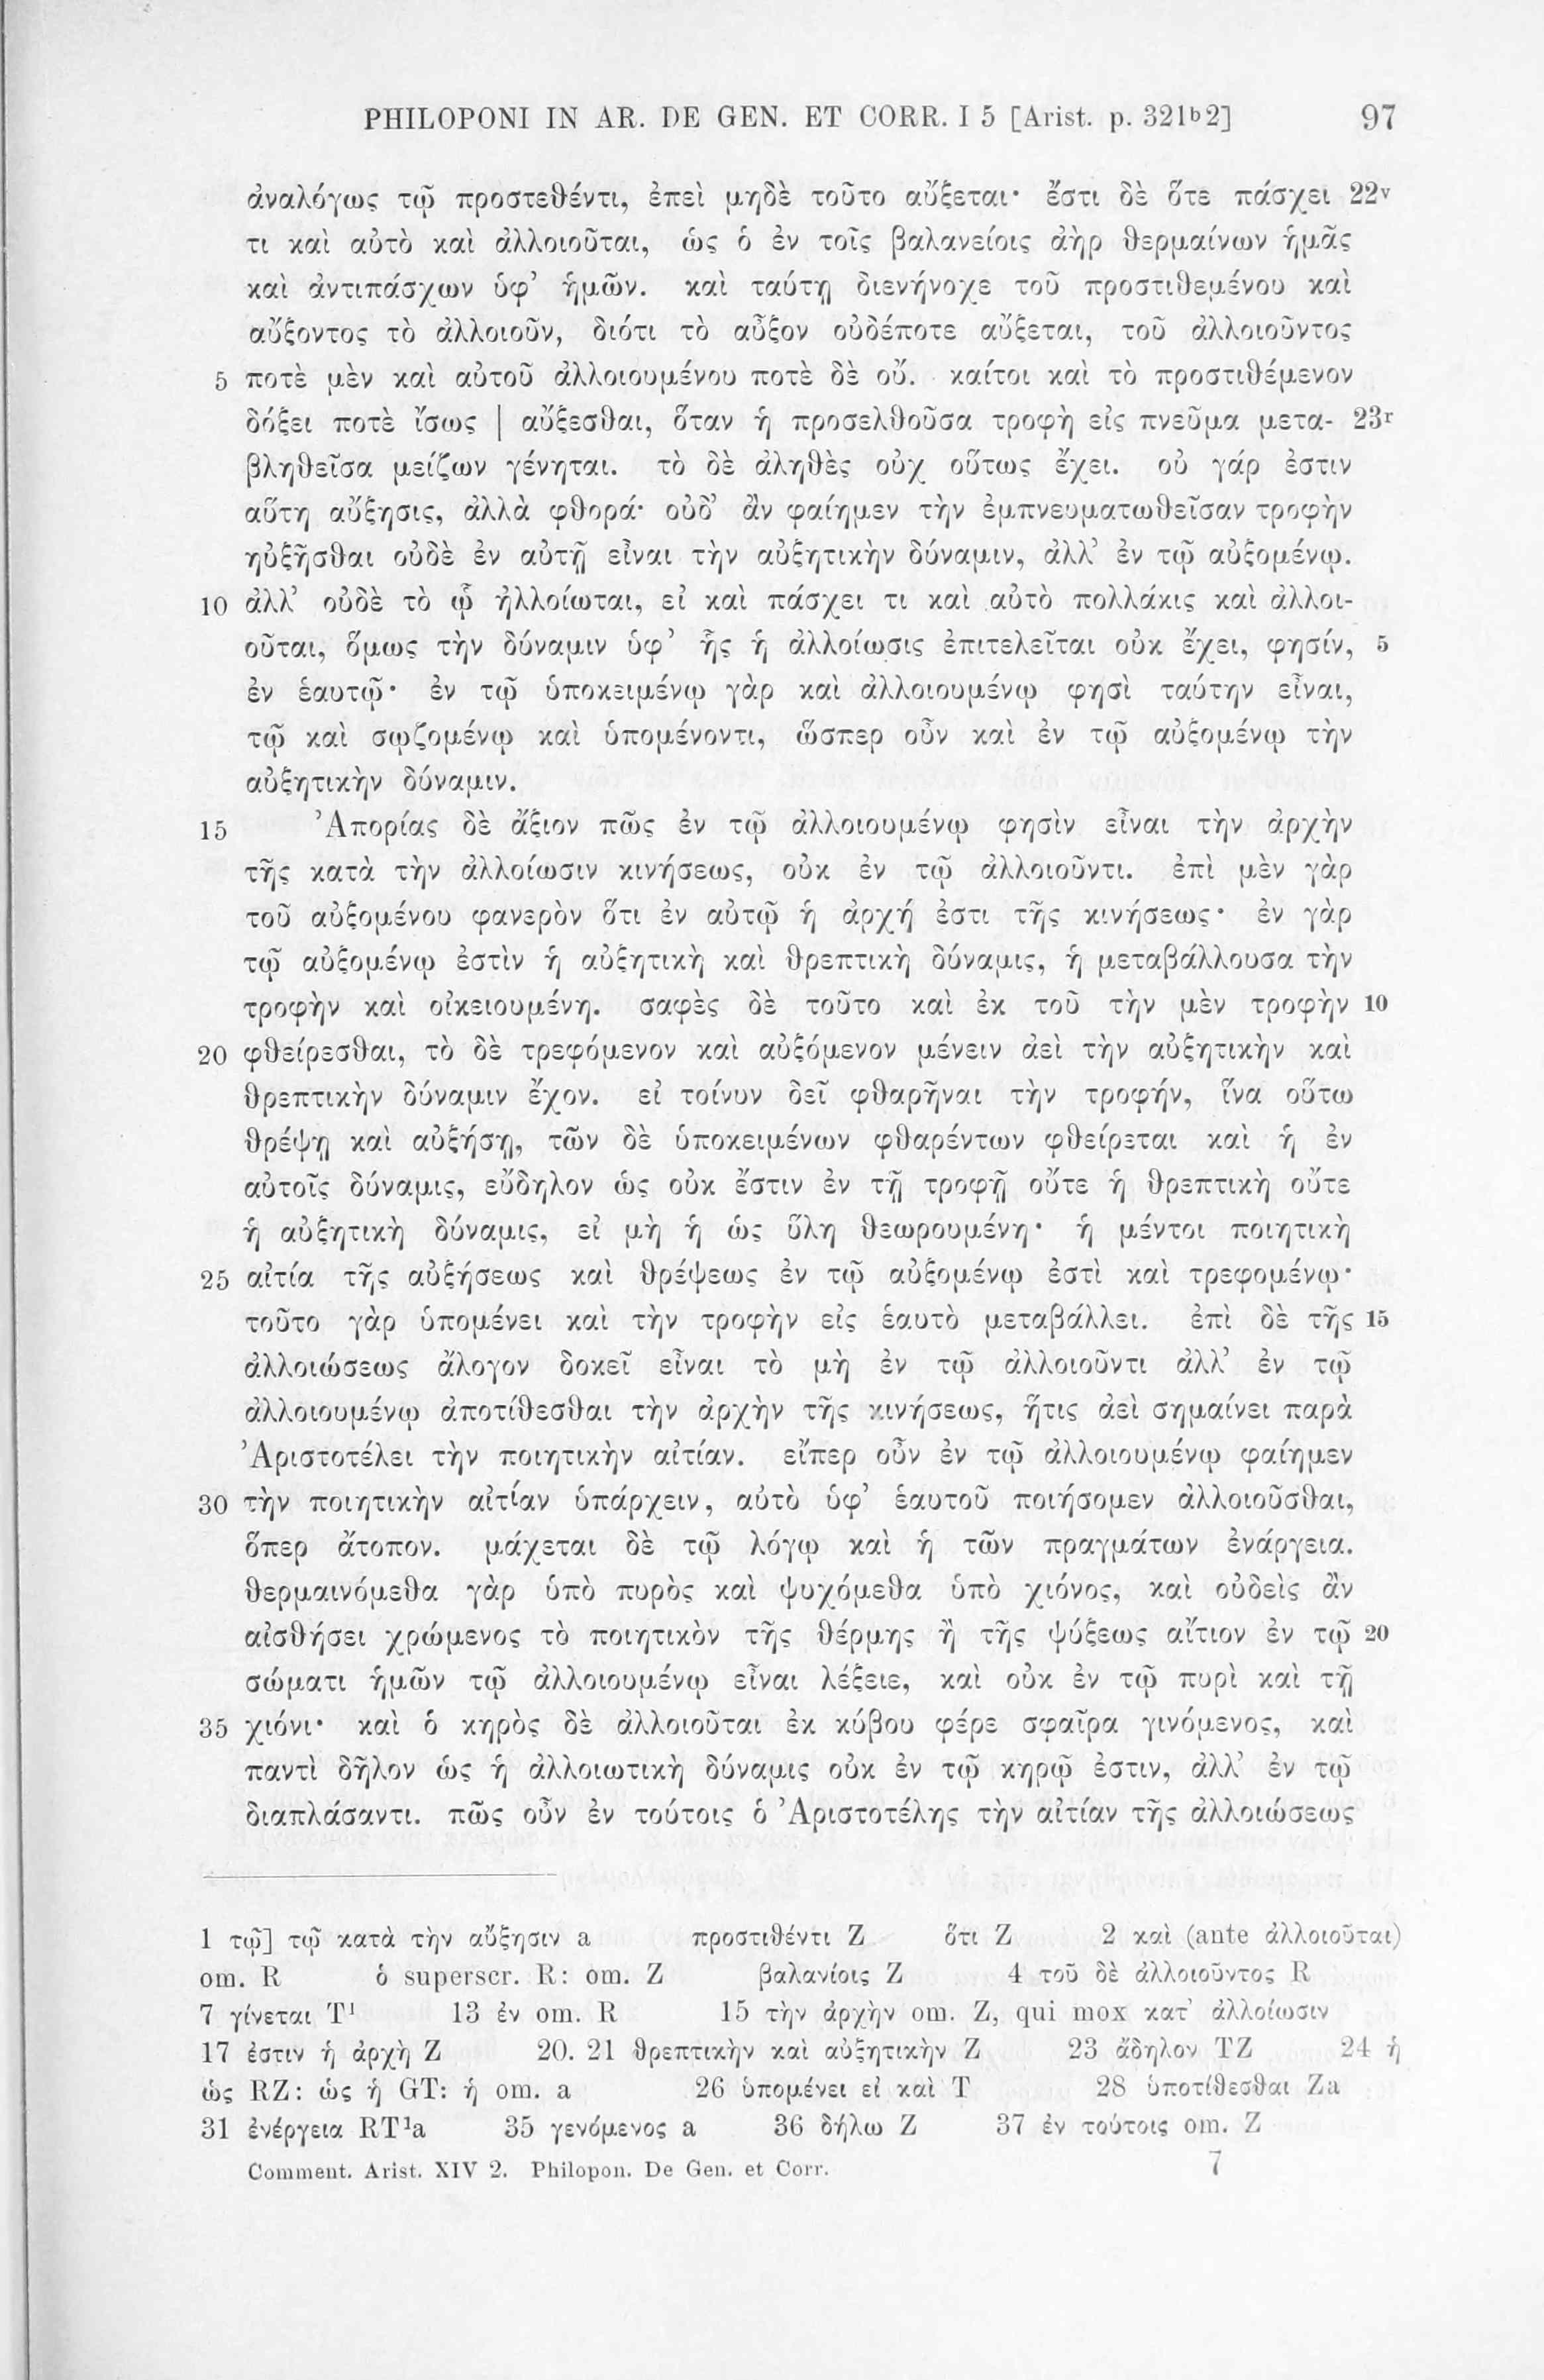 PHILOPONI IN AR. DE GEN. ET CORR. I 5 [Arist. p. 321b2] 97
ἀναλόγως τῷ προστεθέντι, ἐπεὶ μηδὲ τοῦτο αὔξεται· ἔστι δὲ ὅτε πάσχει 22v
τι καὶ αὐτὸ καὶ ἀλλοιοῦται, ὡς ὁ ἐν τοῖς βαλανείοις ἀὴρ θερμαίνων ἡμᾶς
καὶ ἀντιπάσχων ὑφ’ ἡμῶν. καὶ ταύτῃ διενήνοχε τοῦ προστιθεμένου καὶ
αὔξοντος τὸ ἀλλοιοῦν, διότι τὸ αὖξον οὐδέποτε αὔξεται, τοῦ ἀλλοιοῦντος
5 ποτὲ μὲν καὶ αὐτοῦ ἀλλοιουμένου ποτὲ δὲ οὔ. καίτοι καὶ τὸ προστιθέμενον
δόξει ποτὲ ἴσως | αὔξεσθαι, ὅταν ἡ προσελθοῦσα τροφὴ εἰς πνεῦμα μετα- 23r
βληθεῖσα μείζων γένηται. τὸ δὲ ἀληθὲς οὐχ οὕτως ἔχει. οὐ γάρ ἐστιν
αὕτη αὔξησις, ἀλλὰ φθορά· οὐδ’ ἂν φαίημεν τὴν ἐμπνευματωθεῖσαν τροφὴν
ηὐξῆσθαι οὐδὲ ἐν αὐτῇ εἶναι τὴν αὐξητικὴν δύναμιν, ἀλλ’ ἐν τῷ αὐξομένῳ.
10 ἀλλ’ οὐδὲ τὸ ᾧ ἠλλοίωται, εἰ καὶ πάσχει τι καὶ αὐτὸ πολλάκις καὶ ἀλλοι-
οῦται, ὅμως τὴν δύναμιν ὑφ’ ἧς ἡ ἀλλοίωσις ἐπιτελεῖται οὐκ ἔχει, φησίν, 5
ἐν ἑαυτῷ· ἐν τῷ ὑποκειμένῳ γὰρ καὶ ἀλλοιουμένῳ φησὶ ταύτην εἶναι,
τῷ καὶ σῳζομένῳ καὶ ὑπομένοντι, ὥσπερ οὖν καὶ ἐν τῷ αὐξομένῳ τὴν
αὐξητικὴν δύναμιν.
15 Ἀπορίας δὲ ἄξιον πῶς ἐν τῷ ἀλλοιουμένῳ φησὶν εἶναι τὴν ἀρχὴν
τῆς κατὰ τὴν ἀλλοίωσιν κινήσεως, οὐκ ἐν τῷ ἀλλοιοῦντι. ἐπὶ μὲν γὰρ
τοῦ αὐξομένου φανερὸν ὅτι ἐν αὐτῷ ἡ ἀρχή ἐστι τῆς κινήσεως· ἐν γὰρ
τῷ αὐξομένῳ ἐστὶν ἡ αὐξητικὴ καὶ θρεπτικὴ δύναμις, ἡ μεταβάλλουσα τὴν
τροφὴν καὶ οἰκειουμένη. σαφὲς δὲ τοῦτο καὶ ἐκ τοῦ τὴν μὲν τροφὴν 10
20 φθείρεσθαι, τὸ δὲ τρεφόμενον καὶ αὐξόμενον μένειν ἀεὶ τὴν αὐξητικὴν καὶ
θρεπτικὴν δύναμιν ἔχον. εἰ τοίνυν δεῖ φθαρῆναι τὴν τροφήν, ἵνα οὕτω
θρέψῃ καὶ αὐξήσῃ, τῶν δὲ ὑποκειμένων φθαρέντων φθείρεται καὶ ἡ ἐν
αὐτοῖς δύναμις, εὔδηλον ὡς οὐκ ἔστιν ἐν τῇ τροφῇ οὔτε ἡ θρεπτικὴ οὔτε
ἡ αὐξητικὴ δύναμις, εἰ μὴ ἡ ὡς ὕλη θεωρουμένη· ἡ μέντοι ποιητικὴ
25 αἰτία τῆς αὐξήσεως καὶ θρέψεως ἐν τῷ αὐξομένῳ ἐστὶ καὶ τρεφομένῳ·
τοῦτο γὰρ ὑπομένει καὶ τὴν τροφὴν εἰς ἑαυτὸ μεταβάλλει. ἐπὶ δὲ τῆς 15
ἀλλοιώσεως ἄλογον δοκεῖ εἶναι τὸ μὴ ἐν τῷ ἀλλοιοῦντι ἀλλ’ ἐν τῷ
ἀλλοιουμένῳ ἀποτίθεσθαι τὴν ἀρχὴν τῆς κινήσεως, ἥτις ἀεὶ σημαίνει παρὰ
Ἀριστοτέλει τὴν ποιητικὴν αἰτίαν. εἴπερ οὖν ἐν τῷ ἀλλοιουμένῳ φαίημεν
30 τὴν ποιητικὴν αἰτίαν ὑπάρχειν, αὐτὸ ὑφ’ ἑαυτοῦ ποιήσομεν ἀλλοιοῦσθαι,
ὅπερ ἄτοπον. μάχεται δὲ τῷ λόγῳ καὶ ἡ τῶν πραγμάτων ἐνάργεια.
θερμαινόμεθα γὰρ ὑπὸ πυρὸς καὶ ψυχόμεθα ὑπὸ χιόνος, καὶ οὐδεὶς ἂν
αἰσθήσει χρώμενος τὸ ποιητικὸν τῆς θέρμης ἢ τῆς ψύξεως αἴτιον ἐν τῷ 20
σώματι ἡμῶν τῷ ἀλλοιουμένῳ εἶναι λέξειε, καὶ οὐκ ἐν τῷ πυρὶ καὶ τῇ
35 χιόνι· καὶ ὁ κηρὸς δὲ ἀλλοιοῦται ἐκ κύβου φέρε σφαῖρα γινόμενος, καὶ
παντὶ δῆλον ὡς ἡ ἀλλοιωτικὴ δύναμις οὐκ ἐν τῷ κηρῷ ἐστιν, ἀλλ’ ἐν τῷ
διαπλάσαντι. πῶς οὖν ἐν τούτοις ὁ Ἀριστοτέλης τὴν αἰτίαν τῆς ἀλλοιώσεως
1 τῷ] τῷ κατὰ τὴν αὔξησιν a προστιθέντι Z ὅτι Z 2 καὶ (ante ἀλλοιοῦται)
om. R ὁ superscr. R: om. Z βαλανίοις Z 4 τοῦ δὲ ἀλλοιοῦντος R
7 γίνεται T¹ 13 ἐν om. R 15 τὴν ἀρχὴν om. Z, qui mox κατ’ ἀλλοίωσιν
17 ἐστιν ἡ ἀρχὴ Z 20. 21 θρεπτικὴν καὶ αὐξητικὴν Z 23 ἄδηλον TZ 24 ἡ
ὡς RZ: ὡς ἡ GT: ἡ om. a 26 ὑπομένει εἰ καὶ T 28 ὑποτίθεσθαι Za
31 ἐνέργεια RT¹a 35 γενόμενος a 36 δήλω Z 37 ἐν τούτοις om. Z
Comment. Arist. XIV 2. Philopon. De Gen. et Corr. 7